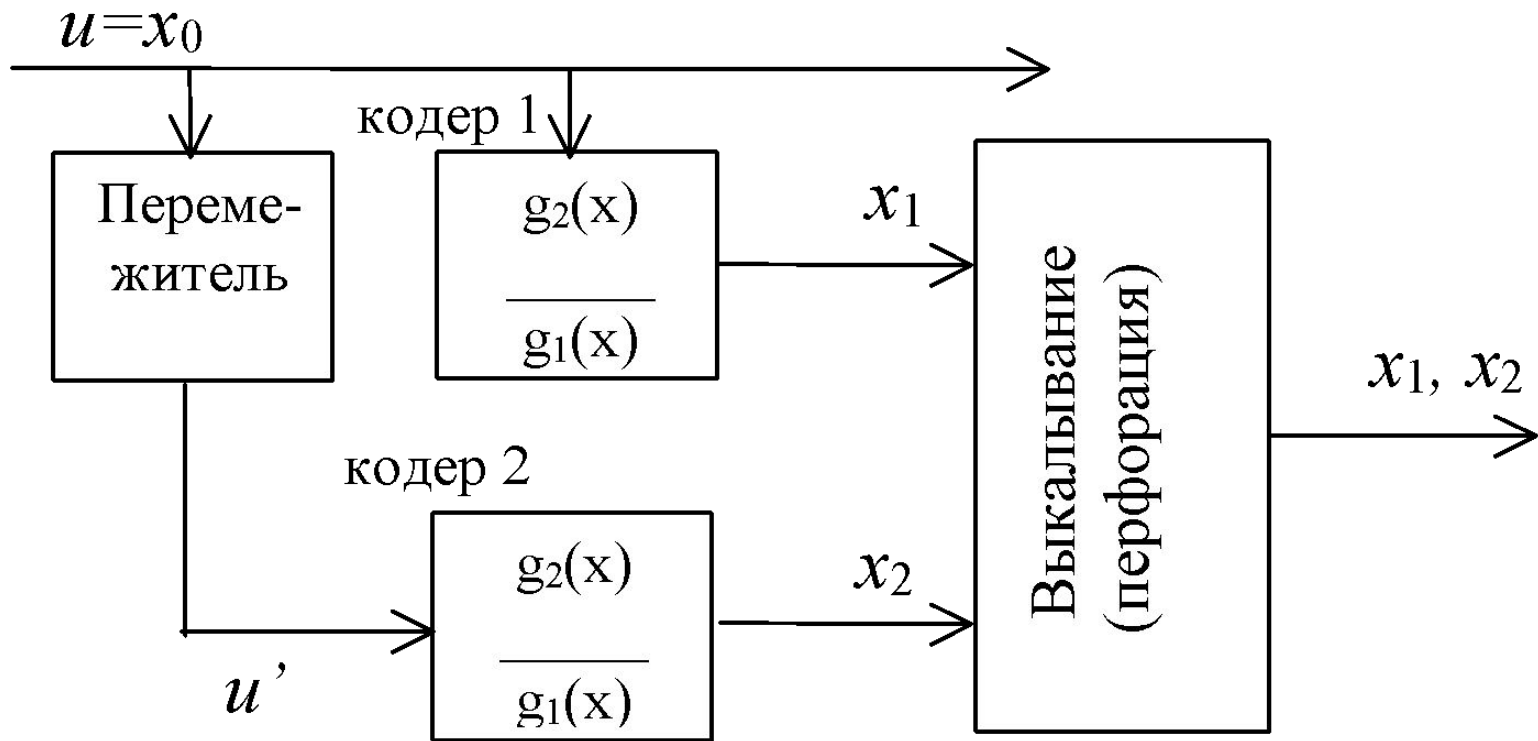 u=x₀
кодер 1
Переме-
житель
g₂(x)
g₁(x)
x₁
Выкалывание
(перфорация)
x₁, x₂
кодер 2
g₂(x)
g₁(x)
x₂
u’